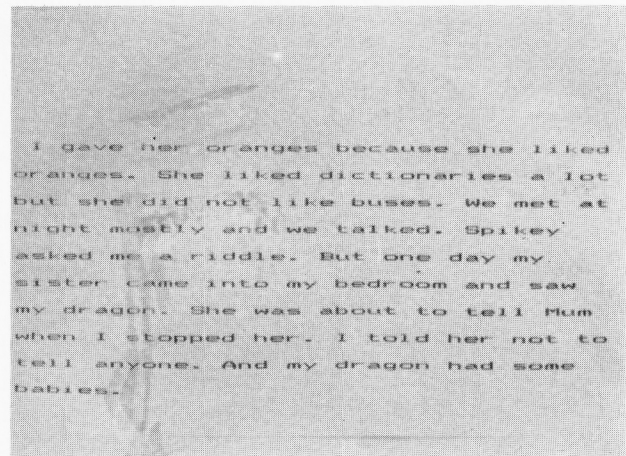 I gave her oranges because she liked
oranges. She liked dictionaries a lot
but she did not like buses. We met at
night mostly and we talked. Spikey
asked me a riddle. But one day my
sister came into my bedroom and saw
my dragon. She was about to tell Mum
when I stopped her. I told her not to
tell anyone. And my dragon had some
babies.